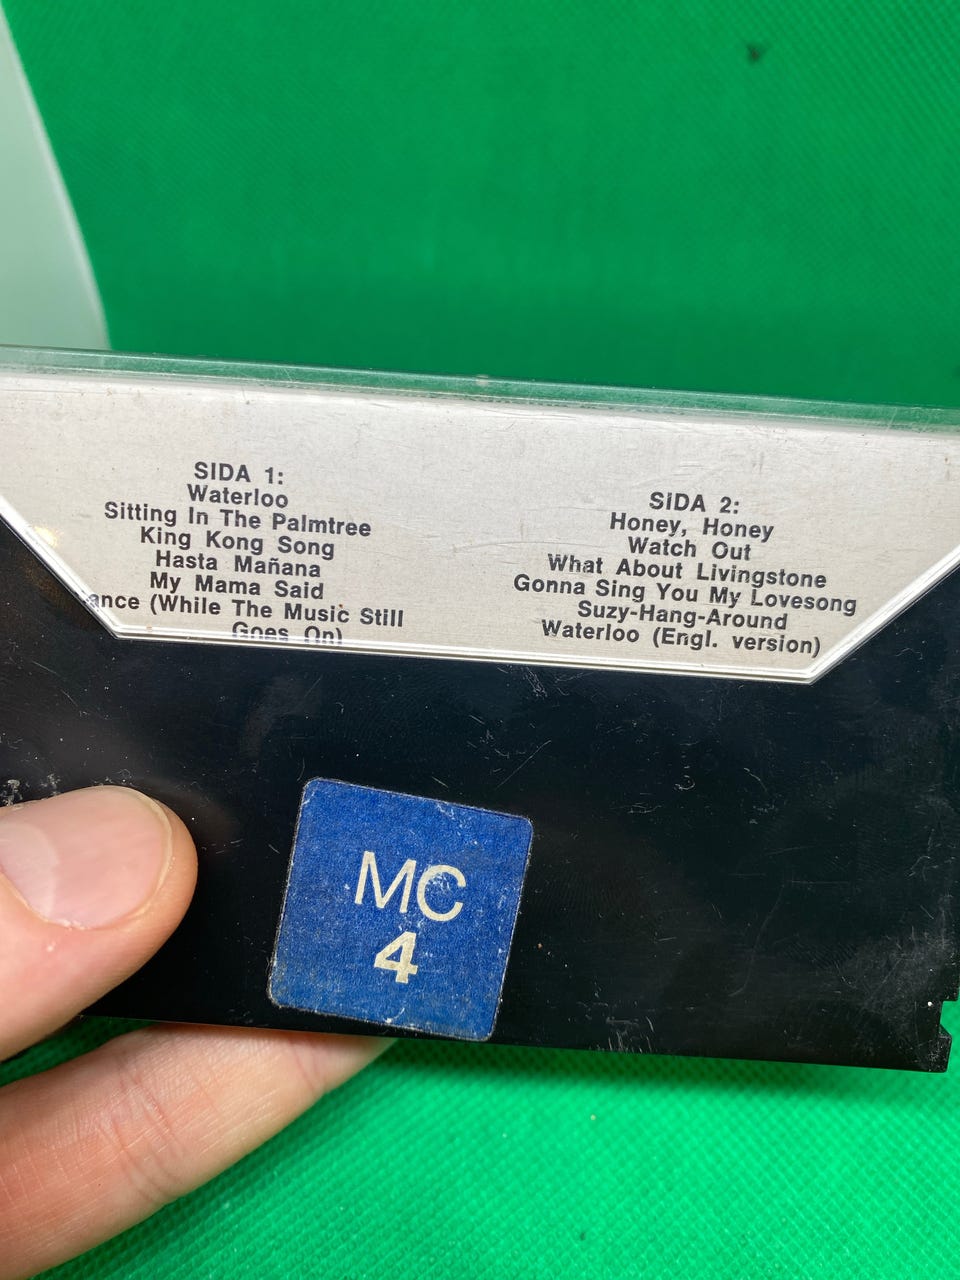 SIDA 1:
Waterloo
Sitting In The Palmtree
King Kong Song
Hasta Mañana
My Mama Said
ance (While The Music Still
Goes On)
SIDA 2:
Honey, Honey
Watch Out
What About Livingstone
Gonna Sing You My Lovesong
Suzy-Hang-Around
Waterloo (Engl. version)
MC
4